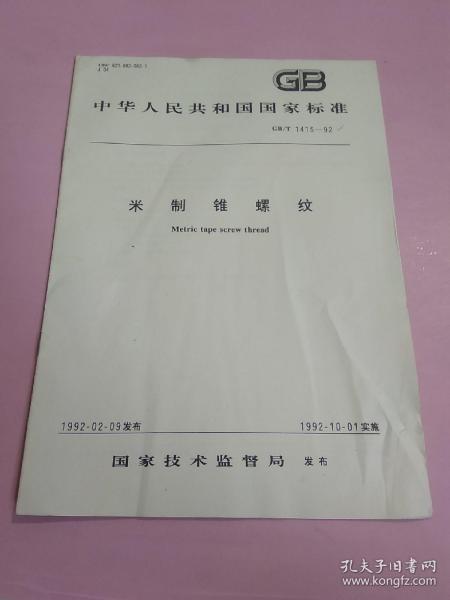 J 04
GB
中华人民共和国国家标准
GB/T 1415—92
米制锥螺纹
Metric tape screw thread
1992-02-09发布
1992-10-01实施
国家技术监督局 发布
孔夫子旧书网
www.kongfz.com